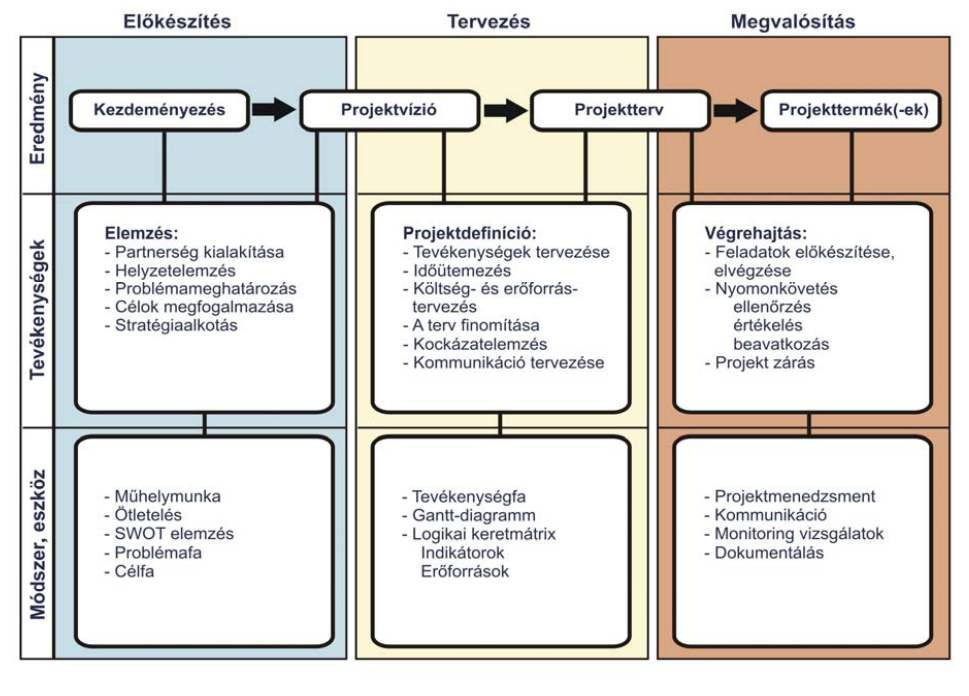 Előkészítés
Tervezés
Megvalósítás
Eredmény
Kezdeményezés
Projektvízió
Projektterv
Projekttermék(-ek)
Tevékenységek
Elemzés:
- Partnerség kialakítása
- Helyzetelemzés
- Problémameghatározás
- Célok megfogalmazása
- Stratégiaalkotás
Projektdefiníció:
- Tevékenységek tervezése
- Időütemezés
- Költség- és erőforrás-
tervezés
- A terv finomítása
- Kockázatelemzés
- Kommunikáció tervezése
Végrehajtás:
- Feladatok előkészítése,
elvégzése
- Nyomonkövetés
ellenőrzés
értékelés
beavatkozás
- Projekt zárás
Módszer, eszköz
- Műhelymunka
- Ötletelés
- SWOT elemzés
- Problémafa
- Célfa
- Tevékenységfa
- Gantt-diagramm
- Logikai keretmátrix
Indikátorok
Erőforrások
- Projektmenedzsment
- Kommunikáció
- Monitoring vizsgálatok
- Dokumentálás